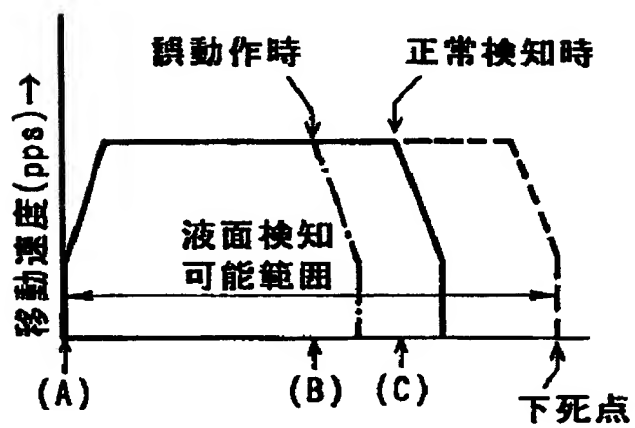 誤動作時
正常検知時
移動速度(pps)→
液面検知
可能範囲
(A)
(B)
(C)
下死点